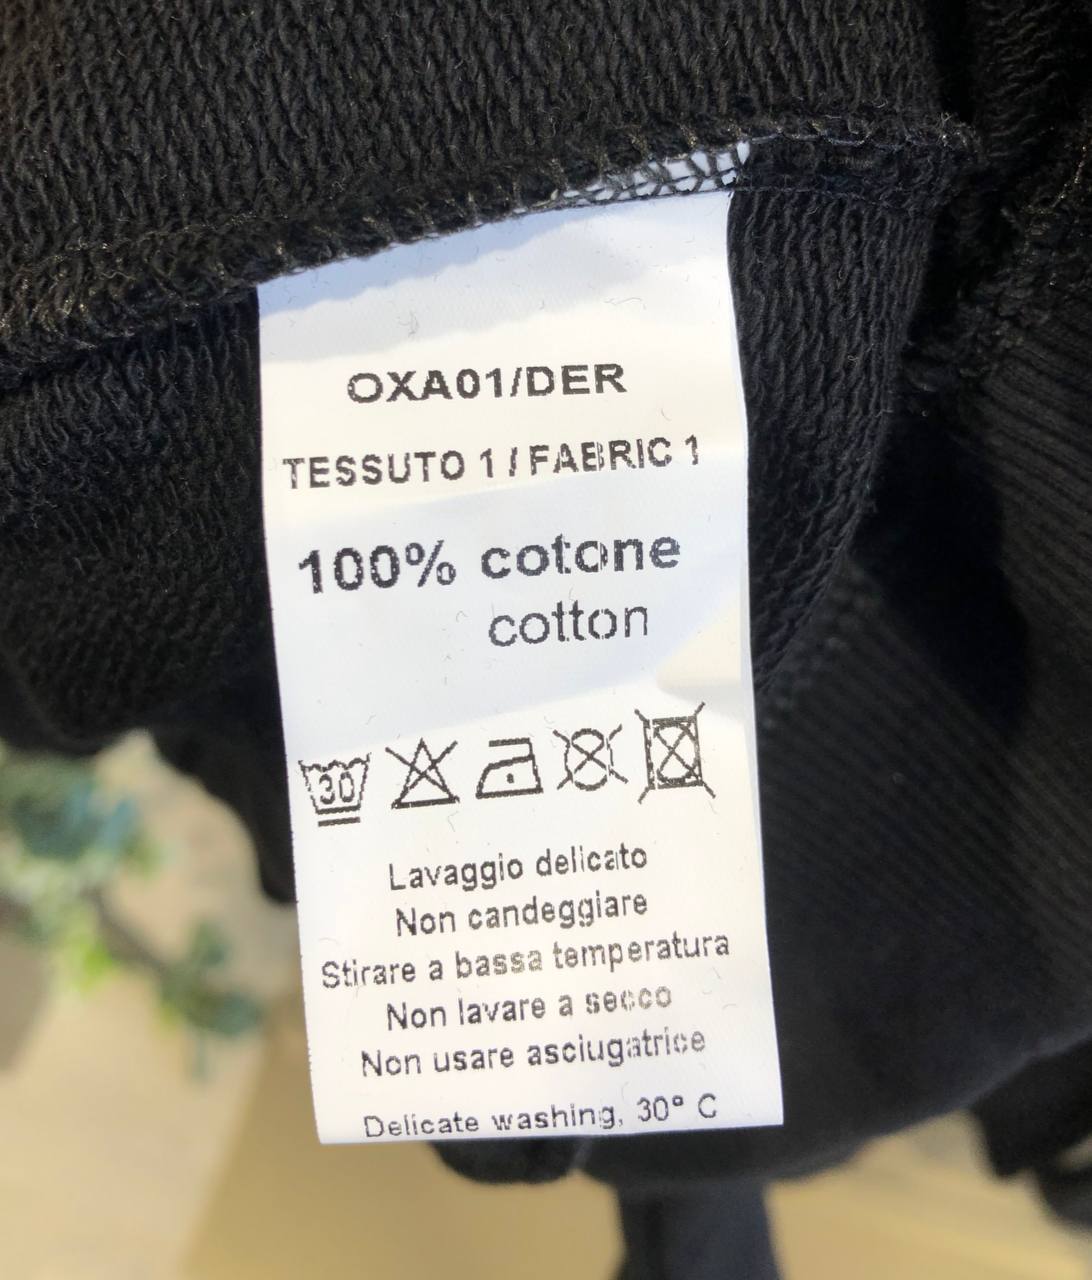 OXA01/DER
TESSUTO 1 / FABRIC 1
100% cotone
cotton
30
Lavaggio delicato
Non candeggiare
Stirare a bassa temperatura
Non lavare a secco
Non usare asciugatrice
Delicate washing, 30° C